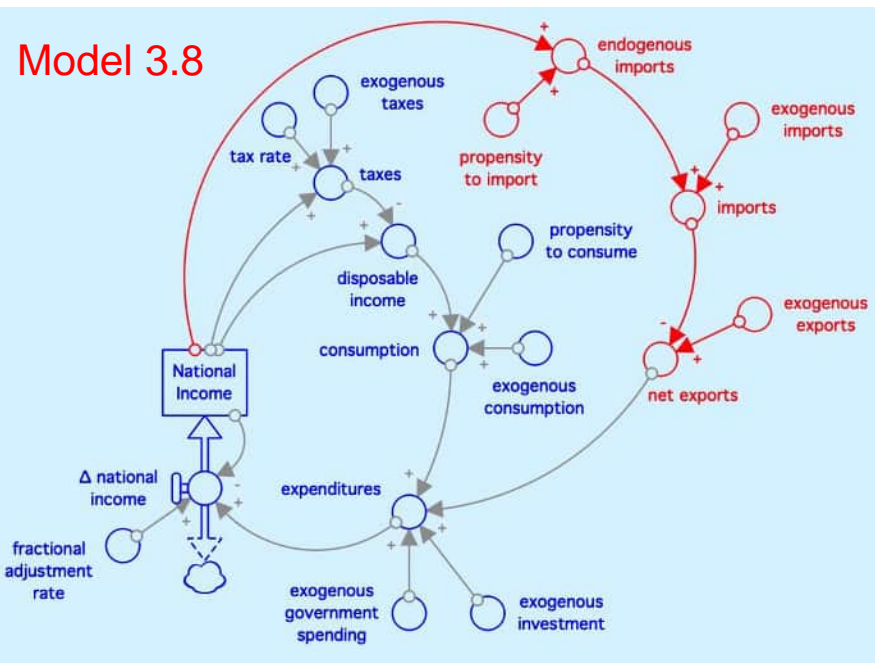 Model 3.8
endogenous
imports
exogenous
taxes
exogenous
imports
tax rate
propensity
to import
taxes
imports
propensity
to consume
disposable
income
exogenous
exports
consumption
National
Income
exogenous
consumption
net exports
Δ national
income
expenditures
fractional
adjustment
rate
exogenous
government
spending
exogenous
investment
+
+
+
+
+
-
+
+
+
+
+
+
-
+
+
+
-
+
+
+
+